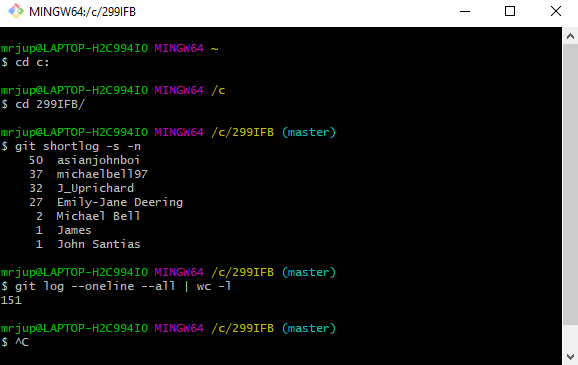 MINGW64:/c/299IFB
mrjup@LAPTOP-H2C994IO MINGW64 ~
$ cd c:
mrjup@LAPTOP-H2C994IO MINGW64 /c
$ cd 299IFB/
mrjup@LAPTOP-H2C994IO MINGW64 /c/299IFB (master)
$ git shortlog -s -n
50 asianjohnboi
37 michaelbell97
32 J_Uprichard
27 Emily-Jane Deering
2 Michael Bell
1 James
1 John Santias
mrjup@LAPTOP-H2C994IO MINGW64 /c/299IFB (master)
$ git log --oneline --all | wc -l
151
mrjup@LAPTOP-H2C994IO MINGW64 /c/299IFB (master)
$ ^C